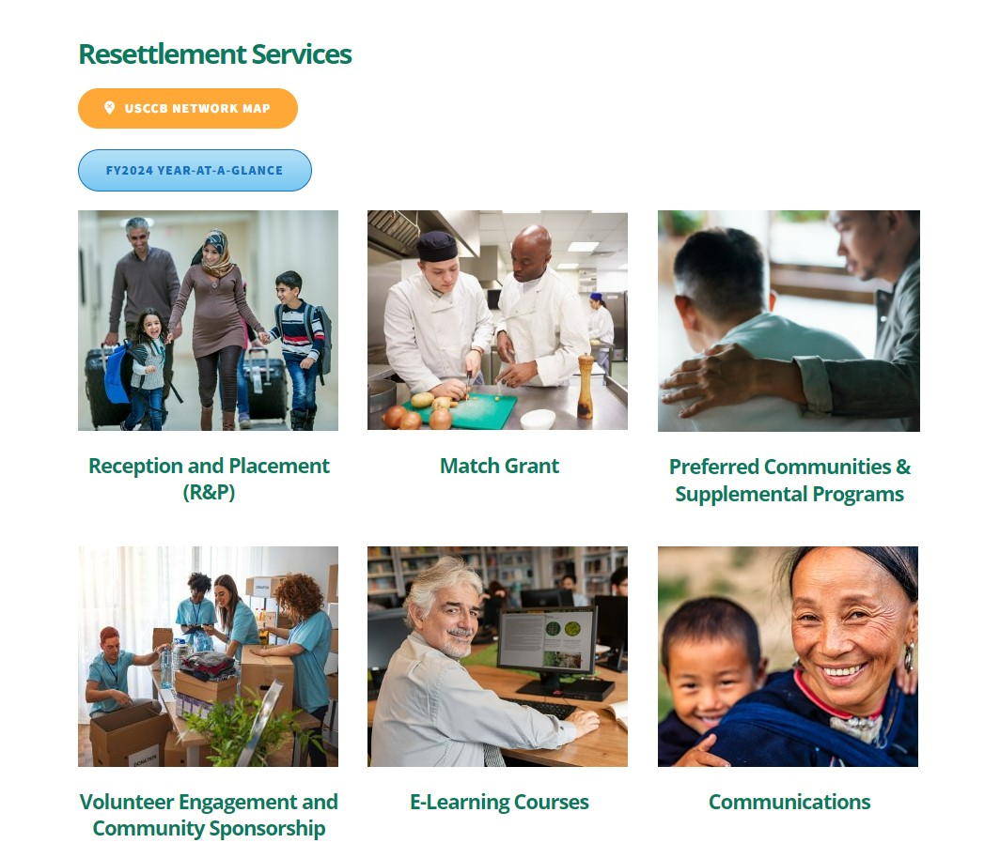 Resettlement Services
USCCB NETWORK MAP
FY2024 YEAR-AT-A-GLANCE
Reception and Placement
(R&P)
Match Grant
Preferred Communities &
Supplemental Programs
DONATION
Volunteer Engagement and
Community Sponsorship
E-Learning Courses
Communications